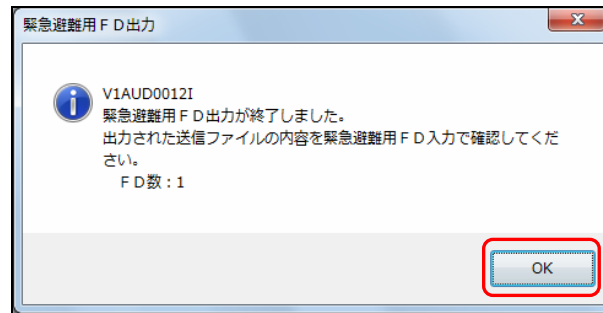 緊急避難用ＦＤ出力
V1AUD0012I
緊急避難用ＦＤ出力が終了しました。
出力された送信ファイルの内容を緊急避難用ＦＤ入力で確認してくだ
さい。
ＦＤ数：1
OK